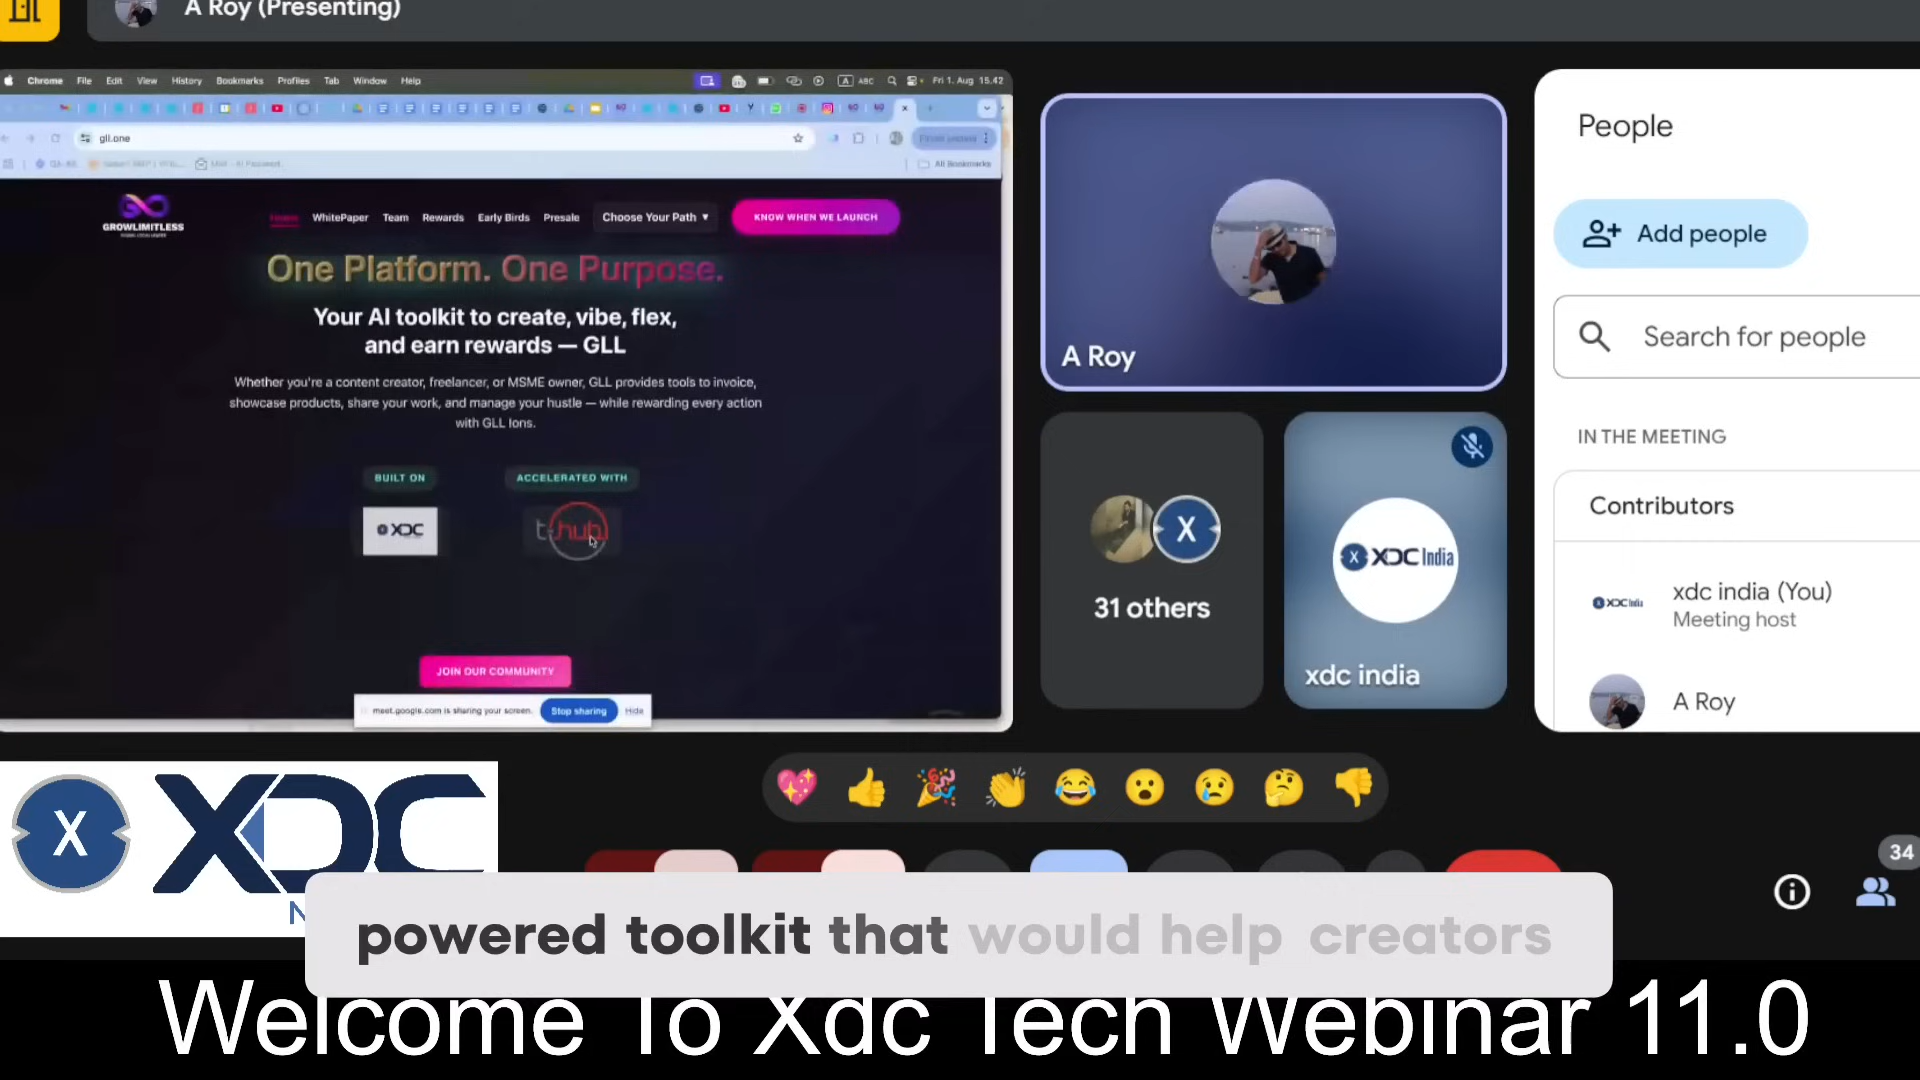 A Roy (Presenting)
Chrome File Edit View History Bookmarks Profiles Tab Window Help
A ABC
Fri 1. Aug 15.42
gll.one
All Bookmarks
GROWLIMITLESS
Home WhitePaper Team Rewards Early Birds Presale Choose Your Path ▼ KNOW WHEN WE LAUNCH
One Platform. One Purpose.
Your AI toolkit to create, vibe, flex,
and earn rewards — GLL
Whether you're a content creator, freelancer, or MSME owner, GLL provides tools to invoice,
showcase products, share your work, and manage your hustle — while rewarding every action
with GLL Ions.
BUILT ON
ACCELERATED WITH
XDC
t-hub
JOIN OUR COMMUNITY
meet.google.com is sharing your screen. Stop sharing Hide
A Roy
X
31 others
X XDC India
xdc india
People
Add people
Search for people
IN THE MEETING
Contributors
XDC India
xdc india (You)
Meeting host
A Roy
X XDC
34
powered toolkit that would help creators
Welcome To Xdc Tech Webinar 11.0